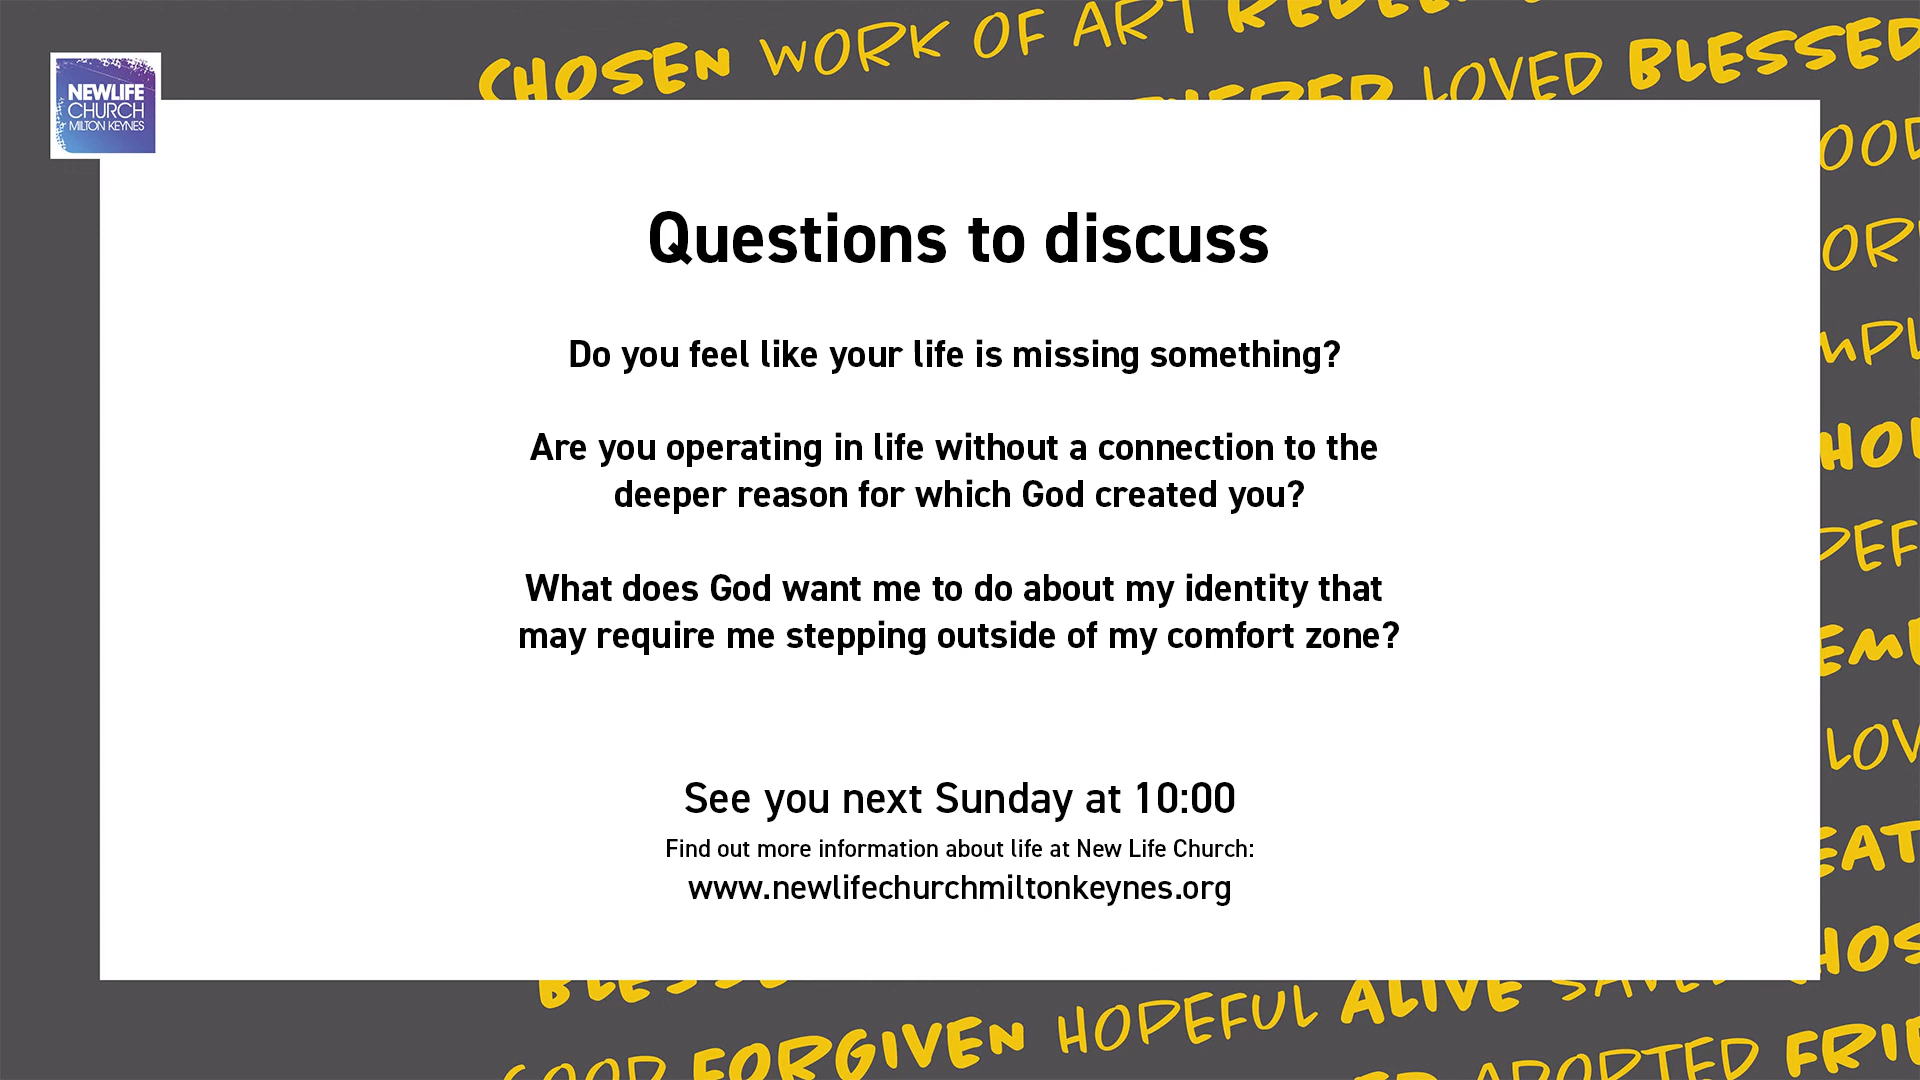 CHOSEN WORK OF ART
LOVED BLESSED
NEWLIFE
CHURCH
MILTON KEYNES
Questions to discuss
Do you feel like your life is missing something?
Are you operating in life without a connection to the
deeper reason for which God created you?
What does God want me to do about my identity that
may require me stepping outside of my comfort zone?
See you next Sunday at 10:00
Find out more information about life at New Life Church:
www.newlifechurchmiltonkeynes.org
FORGIVEN HOPEFUL ALIVE
ADOPTED